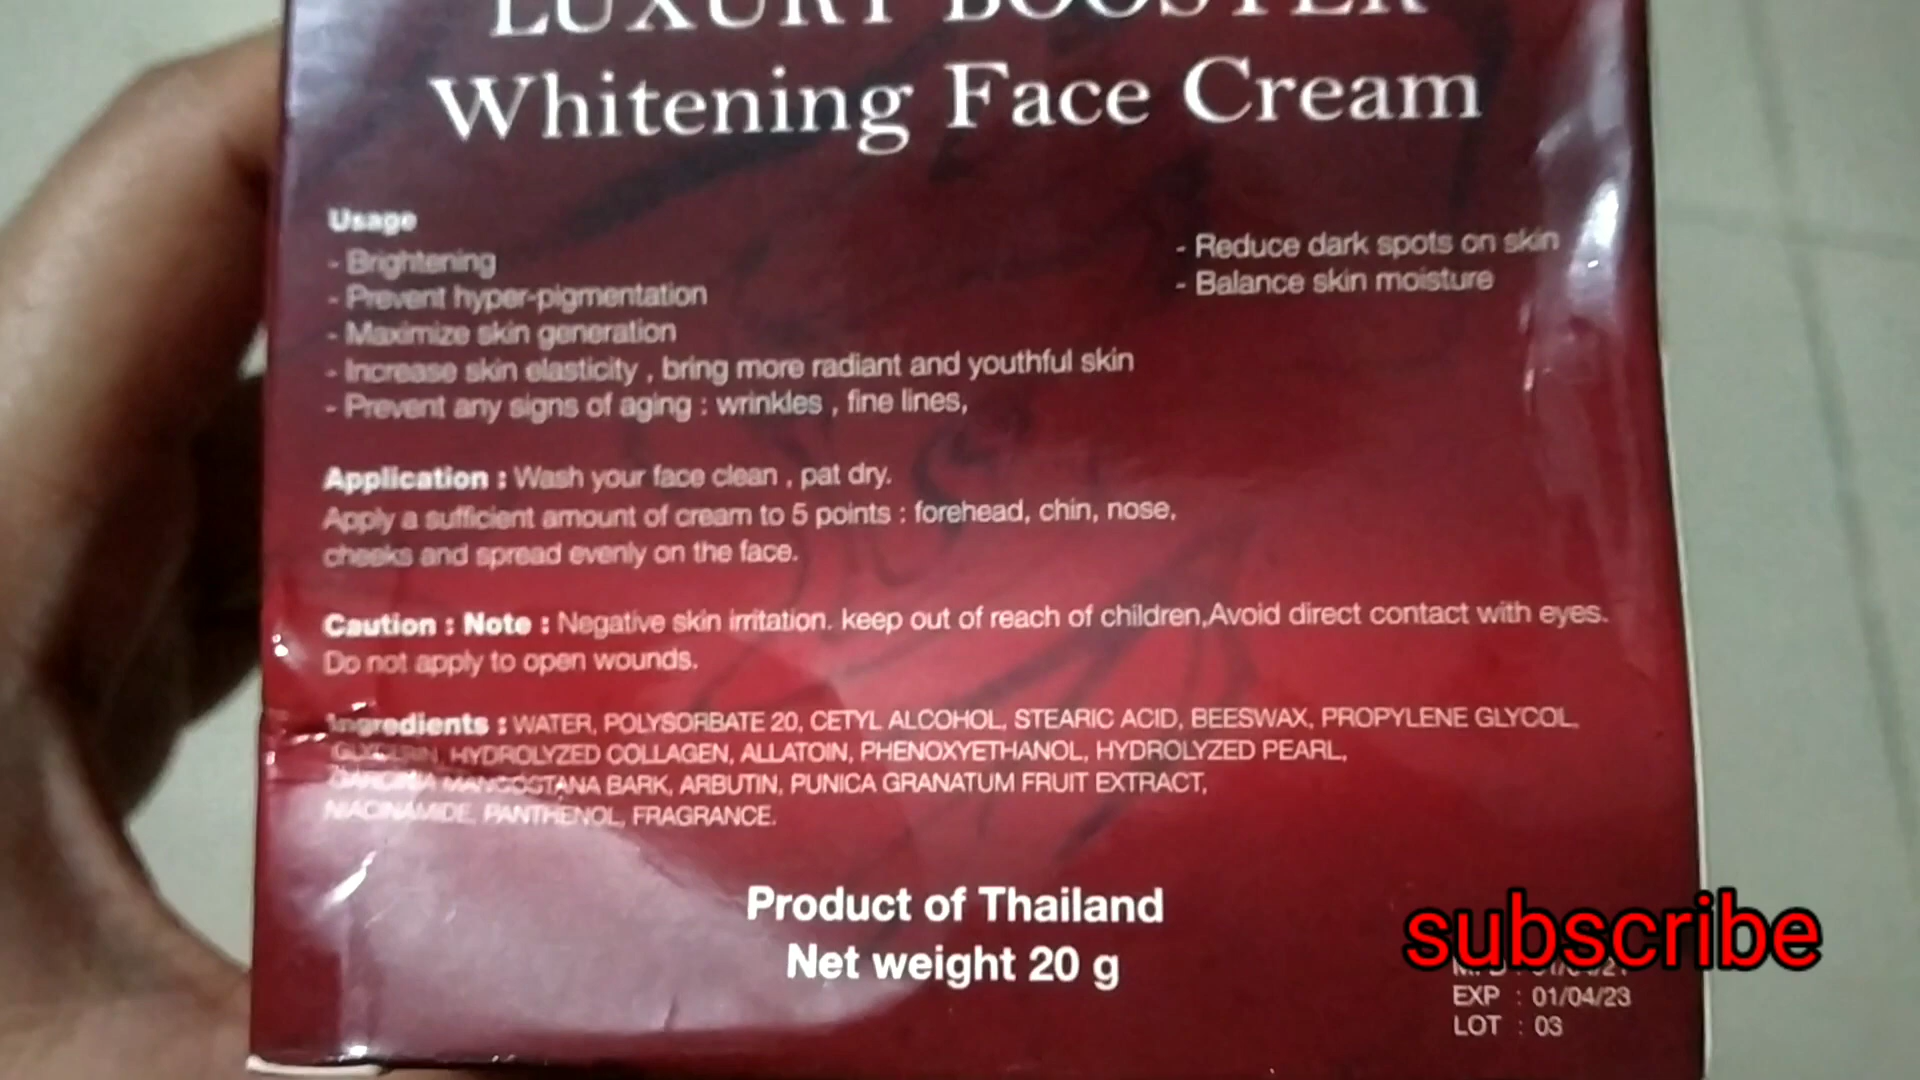 LUXURY BOOSTER
Whitening Face Cream
Usage
- Brightening
- Prevent hyper-pigmentation
- Maximize skin generation
- Increase skin elasticity , bring more radiant and youthful skin
- Prevent any signs of aging : wrinkles , fine lines,
- Reduce dark spots on skin
- Balance skin moisture
Application : Wash your face clean , pat dry.
Apply a sufficient amount of cream to 5 points : forehead, chin, nose,
cheeks and spread evenly on the face.
Caution : Note : Negative skin irritation. keep out of reach of children,Avoid direct contact with eyes.
Do not apply to open wounds.
Ingredients : WATER, POLYSORBATE 20, CETYL ALCOHOL, STEARIC ACID, BEESWAX, PROPYLENE GLYCOL,
GLYCERIN, HYDROLYZED COLLAGEN, ALLATOIN, PHENOXYETHANOL, HYDROLYZED PEARL,
GARCINIA MANGOSTANA BARK, ARBUTIN, PUNICA GRANATUM FRUIT EXTRACT,
NIACINAMIDE, PANTHENOL, FRAGRANCE.
Product of Thailand
Net weight 20 g
subscribe
EXP : 01/04/23
LOT : 03